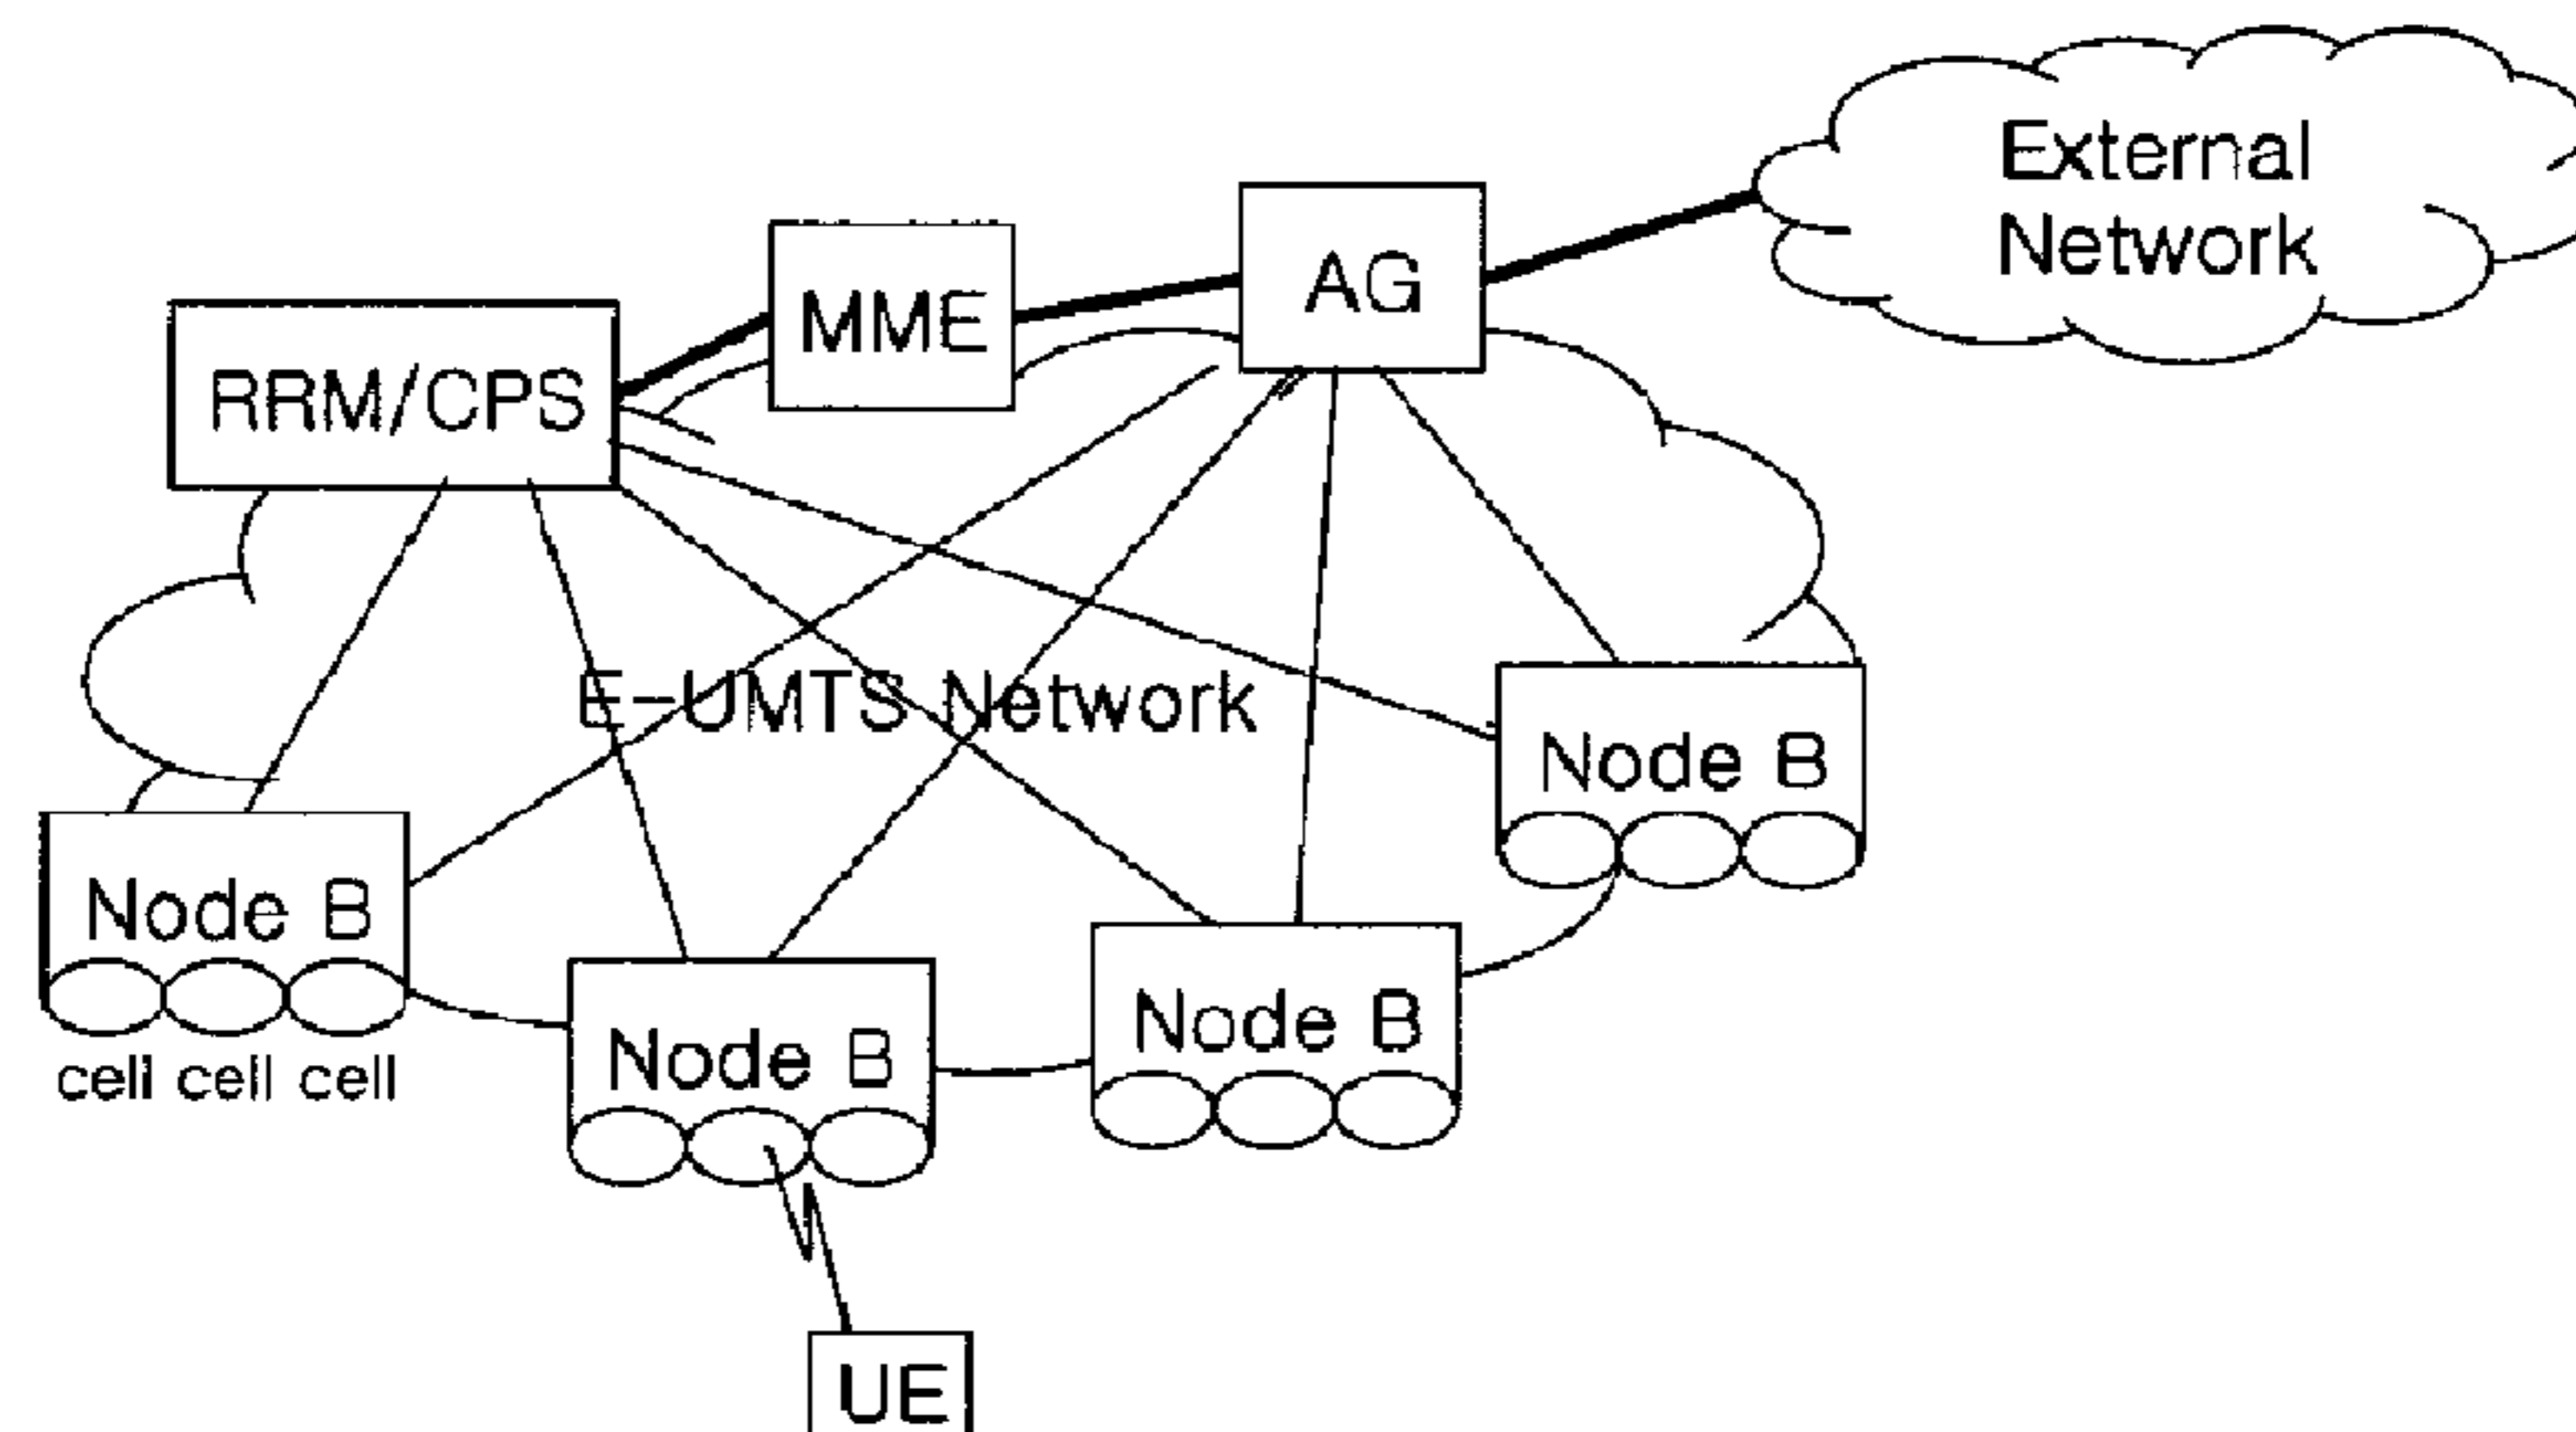 External
Network
AG
MME
RRM/CPS
E-UMTS Network
Node B
Node B
Node B
Node B
cell cell cell
UE